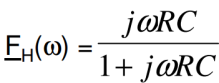 F_H(ω) = jωRC / (1 + jωRC)